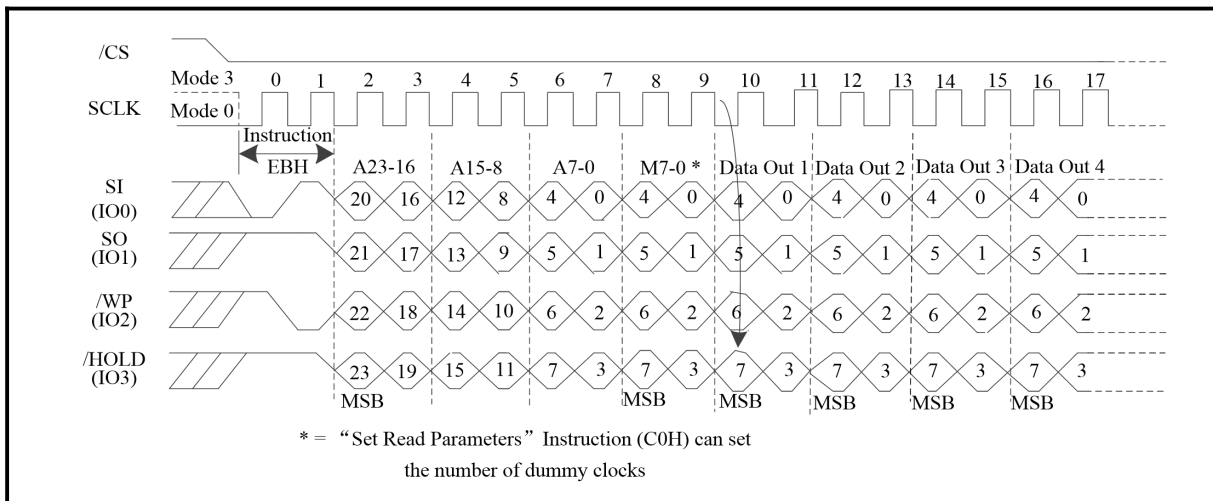 /CS
Mode 3 0 1 2 3 4 5 6 7 8 9 10 11 12 13 14 15 16 17
SCLK Mode 0
Instruction
EBH A23-16 A15-8 A7-0 M7-0 * Data Out 1 Data Out 2 Data Out 3 Data Out 4
SI
(IO0) 20 16 12 8 4 0 4 0 4 0 4 0 4 0 4 0
SO
(IO1) 21 17 13 9 5 1 5 1 5 1 5 1 5 1 5 1
/WP
(IO2) 22 18 14 10 6 2 6 2 6 2 6 2 6 2 6 2
/HOLD
(IO3) 23 19 15 11 7 3 7 3 7 3 7 3 7 3 7 3
MSB MSB MSB MSB MSB MSB
* = “Set Read Parameters” Instruction (C0H) can set
the number of dummy clocks